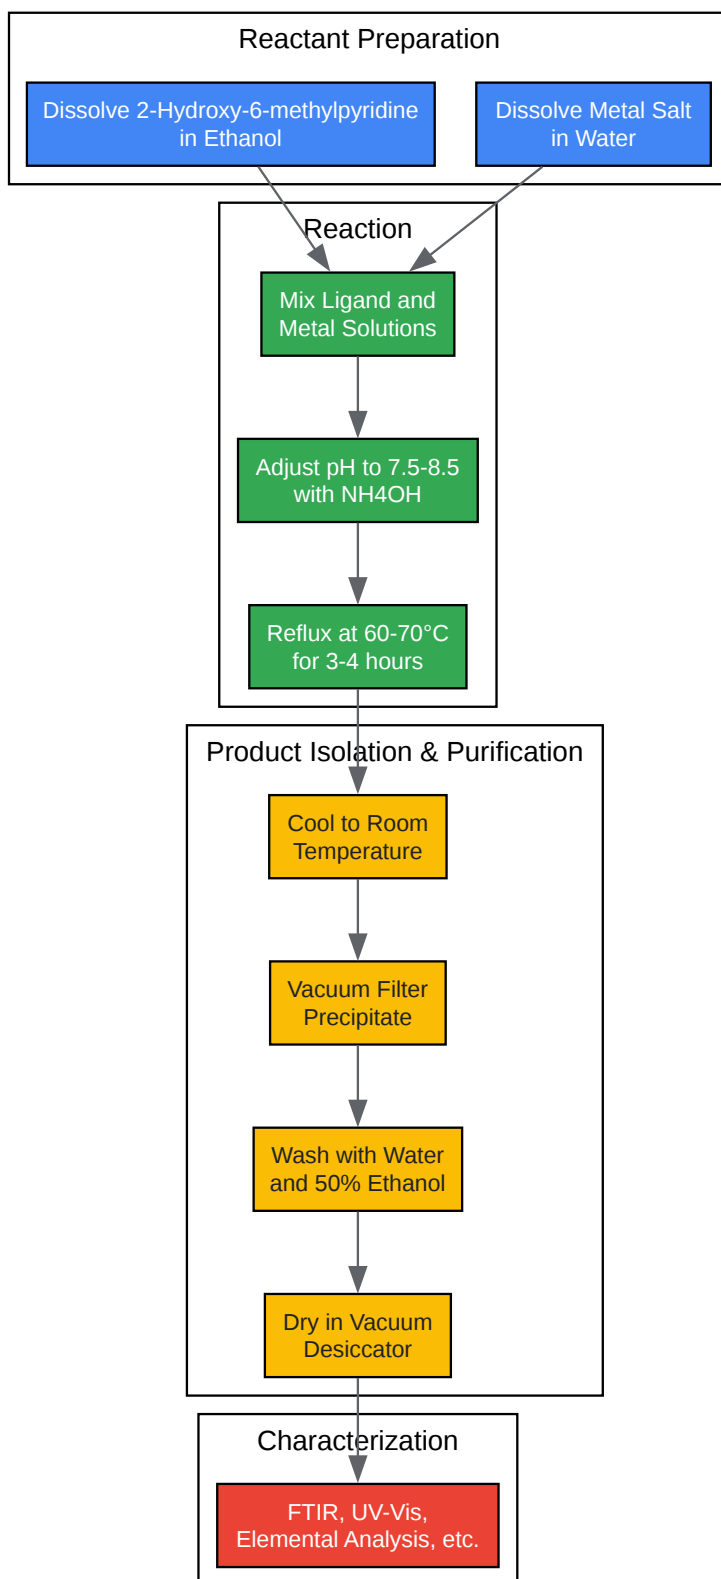 Reactant Preparation
Dissolve 2-Hydroxy-6-methylpyridine
in Ethanol
Dissolve Metal Salt
in Water
Reaction
Mix Ligand and
Metal Solutions
Adjust pH to 7.5-8.5
with NH4OH
Reflux at 60-70°C
for 3-4 hours
Product Isolation & Purification
Cool to Room
Temperature
Vacuum Filter
Precipitate
Wash with Water
and 50% Ethanol
Dry in Vacuum
Desiccator
Characterization
FTIR, UV-Vis,
Elemental Analysis, etc.